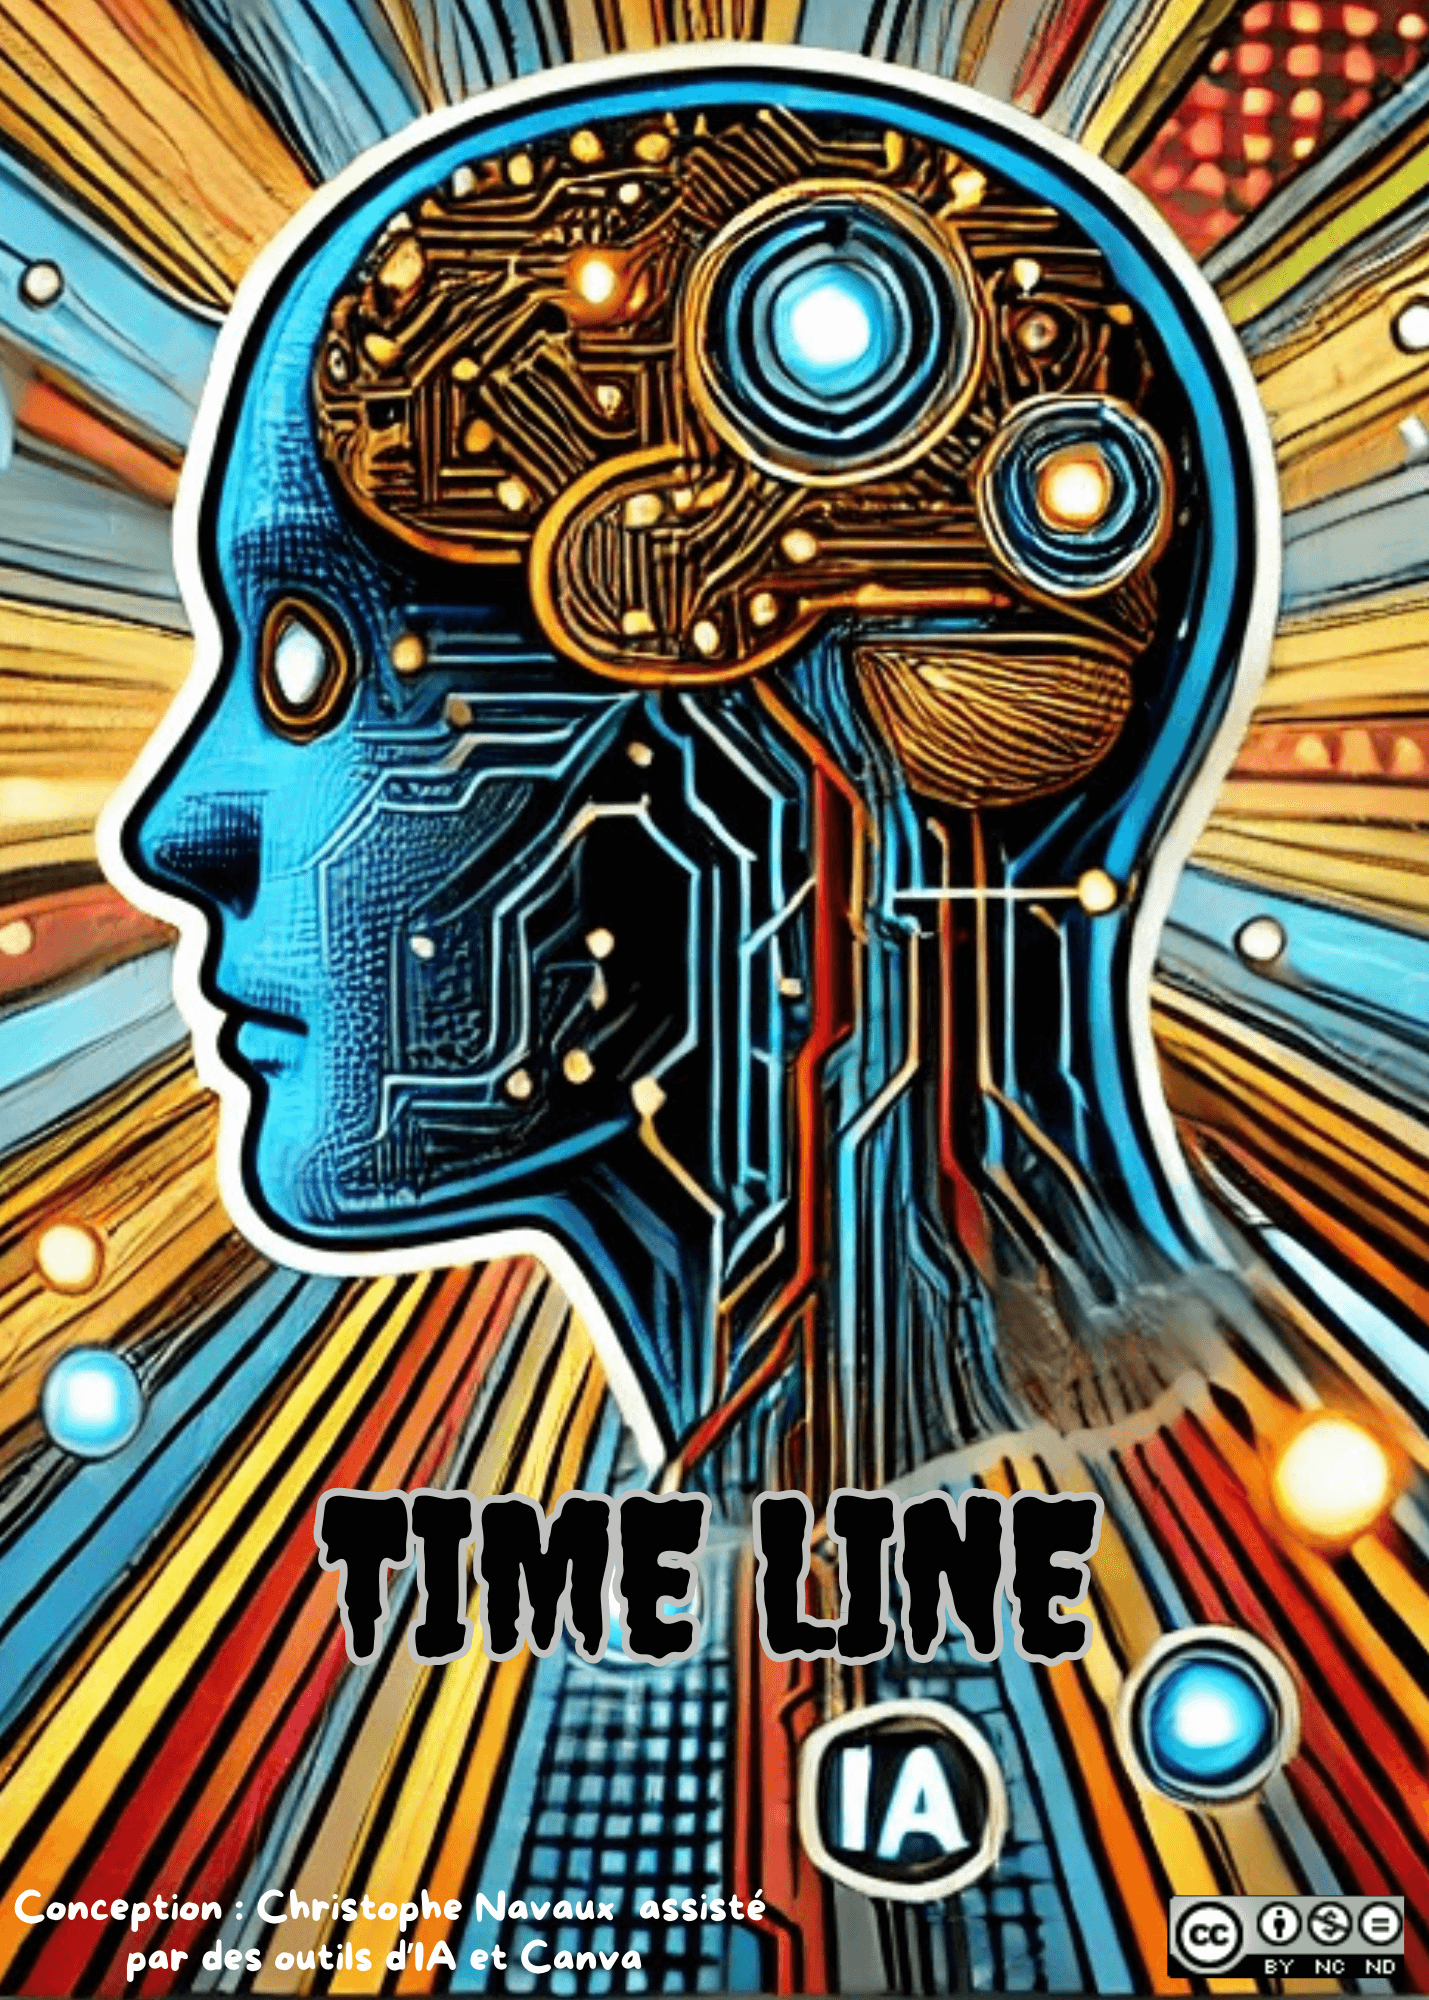 TIME LINE
IA
Conception : Christophe Navaux assisté
par des outils d'IA et Canva
cc
BY NC ND